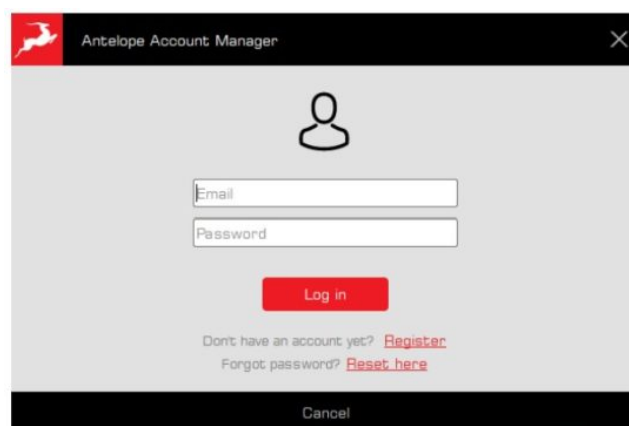 Antelope Account Manager
Email
Password
Log in
Don't have an account yet? Register
Forgot password? Reset here
Cancel